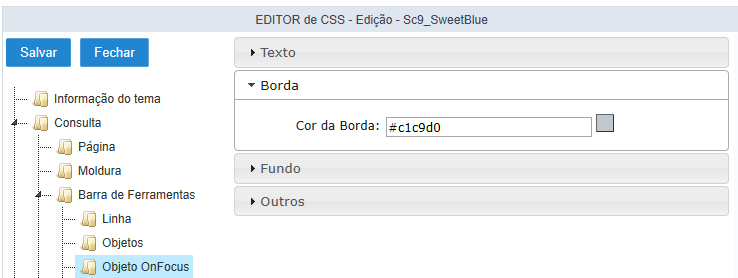 EDITOR de CSS - Edição - Sc9_SweetBlue
Salvar
Fechar
Informação do tema
Consulta
Página
Moldura
Barra de Ferramentas
Linha
Objetos
Objeto OnFocus
Texto
Borda
Cor da Borda: #c1c9d0
Fundo
Outros